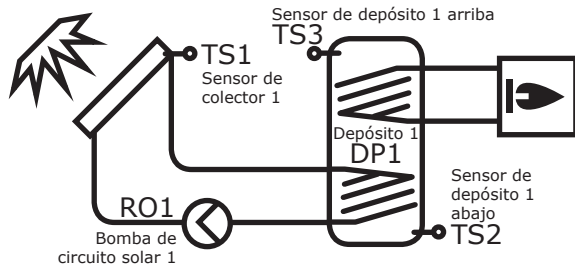 Sensor de depósito 1 arriba
TS3
TS1
Sensor de
colector 1
Depósito 1
DP1
Sensor de
depósito 1
abajo
TS2
RO1
Bomba de
circuito solar 1